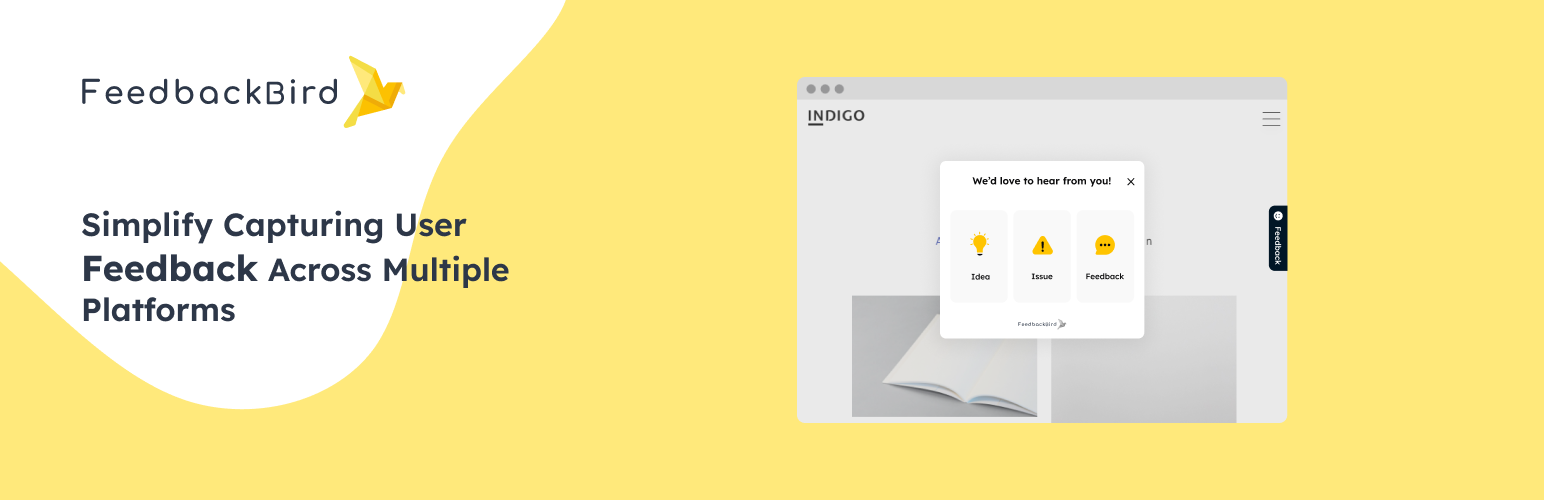 FeedbackBird
Simplify Capturing User
Feedback Across Multiple
Platforms
INDIGO
We'd love to hear from you!
Idea
Issue
Feedback
FeedbackBird
Feedback
A
n